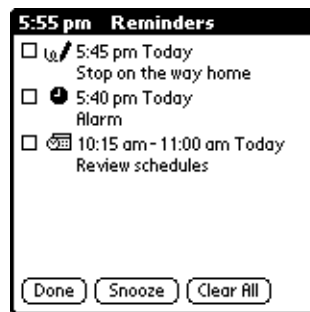 5:55 pm Reminders
5:45 pm Today
Stop on the way home
5:40 pm Today
Alarm
10:15 am - 11:00 am Today
Review schedules
Done Snooze Clear All